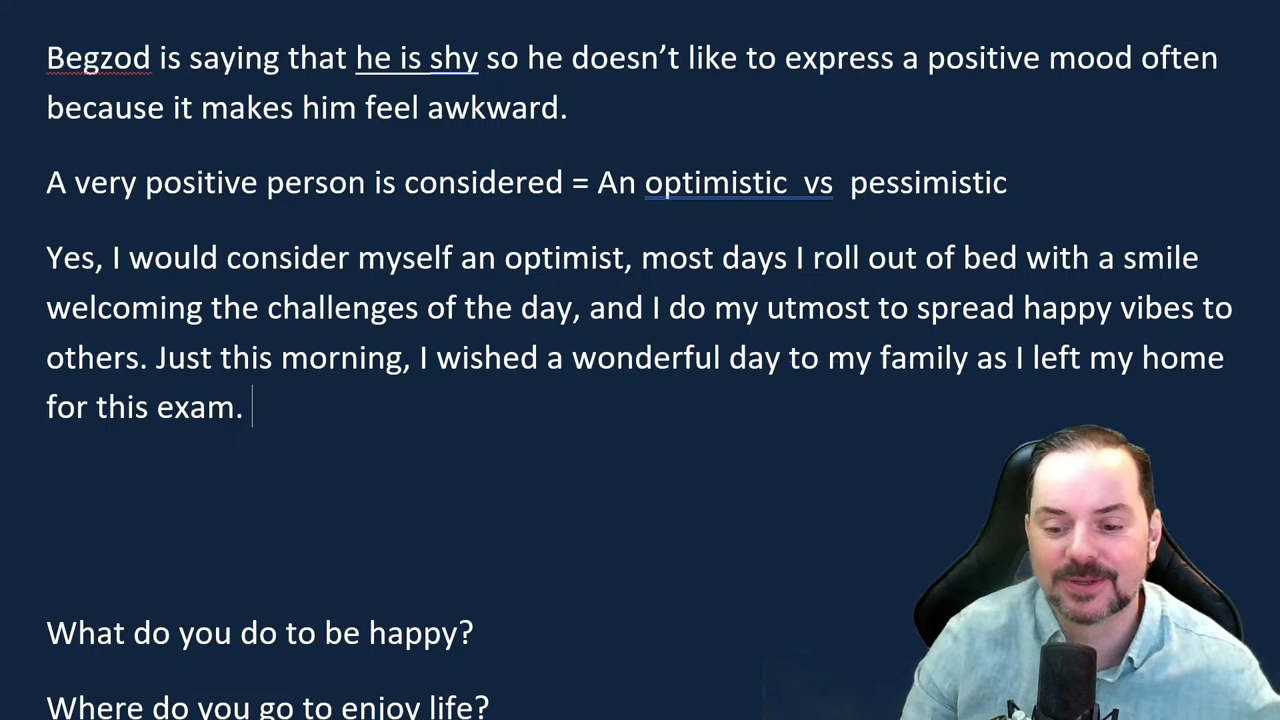 Begzod is saying that he is shy so he doesn’t like to express a positive mood often
because it makes him feel awkward.
A very positive person is considered = An optimistic  vs  pessimistic
Yes, I would consider myself an optimist, most days I roll out of bed with a smile
welcoming the challenges of the day, and I do my utmost to spread happy vibes to
others. Just this morning, I wished a wonderful day to my family as I left my home
for this exam.
What do you do to be happy?
Where do you go to enjoy life?